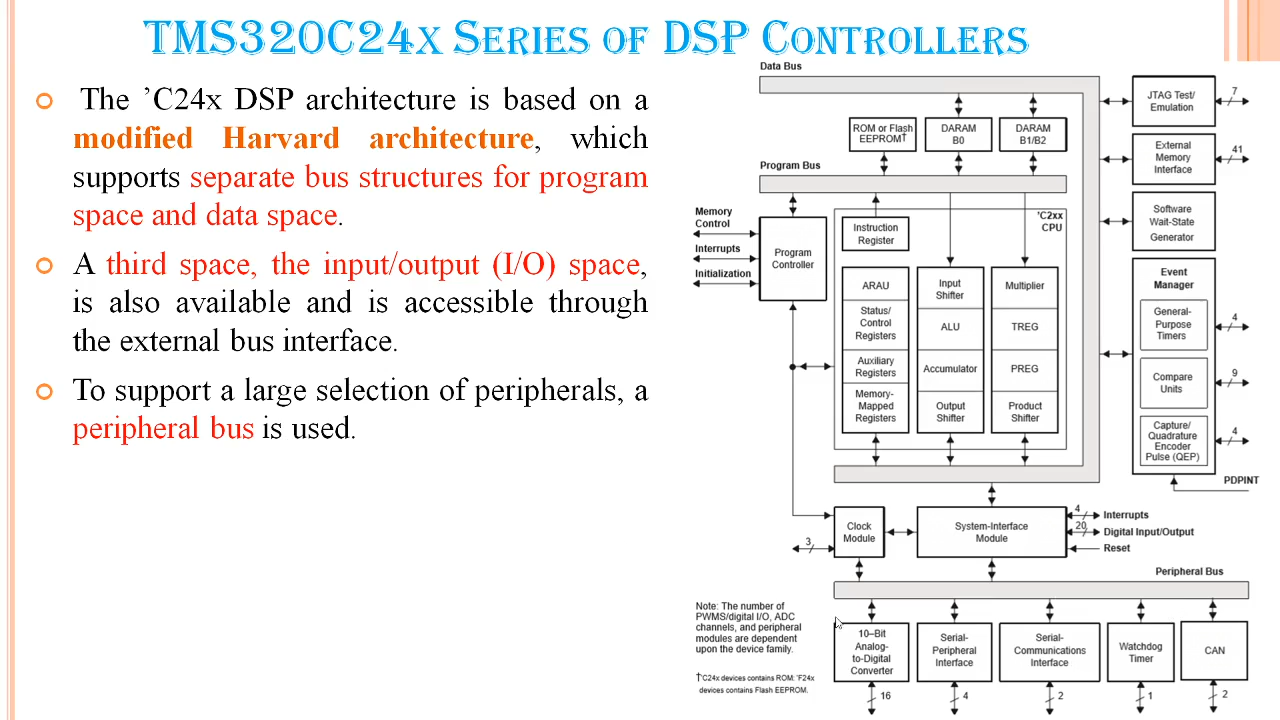 TMS320C24x Series of DSP Controllers
The ’C24x DSP architecture is based on a
modified Harvard architecture, which
supports separate bus structures for program
space and data space.
A third space, the input/output (I/O) space,
is also available and is accessible through
the external bus interface.
To support a large selection of peripherals, a
peripheral bus is used.
Data Bus
ROM or Flash
EEPROM†
DARAM
B0
DARAM
B1/B2
Program Bus
Memory
Control
Interrupts
Initialization
Program
Controller
Instruction
Register
'C2xx
CPU
ARAU
Status/
Control
Registers
Auxiliary
Registers
Memory-
Mapped
Registers
Input
Shifter
ALU
Accumulator
Output
Shifter
Multiplier
TREG
PREG
Product
Shifter
JTAG Test/
Emulation
7
External
Memory
Interface
41
Software
Wait-State
Generator
Event
Manager
General-
Purpose
Timers
4
Compare
Units
9
Capture/
Quadrature
Encoder
Pulse (QEP)
4
PDPINT
Clock
Module
3
System-Interface
Module
4
Interrupts
20
Digital Input/Output
Reset
Peripheral Bus
Note: The number of
PWMS/digital I/O, ADC
channels, and peripheral
modules are dependent
upon the device family.
†'C24x devices contains ROM: 'F24x
devices contains Flash EEPROM.
10–Bit
Analog-
to-Digital
Converter
16
Serial-
Peripheral
Interface
4
Serial-
Communications
Interface
2
Watchdog
Timer
1
CAN
2